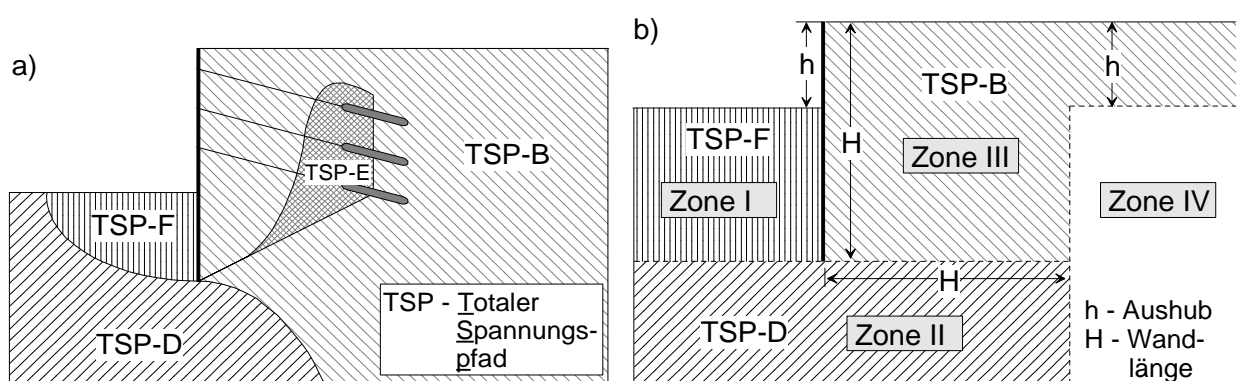 a)
TSP-B
TSP-E
TSP-F
TSP-D
TSP - Totaler
Spannungs-
pfad
b)
h
h
TSP-B
TSP-F
H
Zone III
Zone I
Zone IV
H
TSP-D
Zone II
h - Aushub
H - Wand-
länge